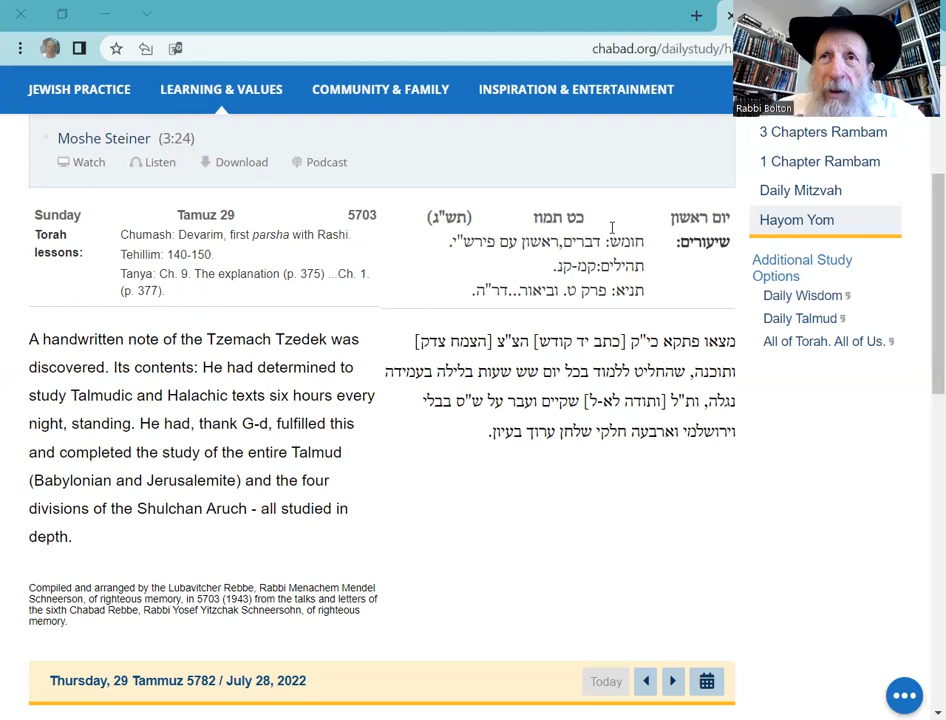 chabad.org/dailystudy/h
Rabbi Bolton
JEWISH PRACTICE LEARNING & VALUES COMMUNITY & FAMILY INSPIRATION & ENTERTAINMENT
Moshe Steiner (3:24)
Watch Listen Download Podcast
3 Chapters Rambam
1 Chapter Rambam
Daily Mitzvah
Hayom Yom
Additional Study
Options
Daily Wisdom
Daily Talmud
All of Torah. All of Us.
Sunday Tamuz 29 5703
Torah
lessons:
Chumash: Devarim, first parsha with Rashi.
Tehillim: 140-150.
Tanya: Ch. 9. The explanation (p. 375) ...Ch. 1.
(p. 377).
יום ראשון כט תמוז (תש"ג)
שיעורים: חומש: דברים,ראשון עם פירש"י.
תהילים:קמ-קנ.
תניא: פרק ט. וביאור...דר"ה.
A handwritten note of the Tzemach Tzedek was
discovered. Its contents: He had determined to
study Talmudic and Halachic texts six hours every
night, standing. He had, thank G-d, fulfilled this
and completed the study of the entire Talmud
(Babylonian and Jerusalemite) and the four
divisions of the Shulchan Aruch - all studied in
depth.
מצאו פתקא כי"ק [כתב יד קודש] הצ"צ [הצמח צדק]
ותוכנה, שהחליט ללמוד בכל יום שש שעות בלילה בעמידה
נגלה, ות"ל [ותודה לא-ל] שקיים ועבר על ש"ס בבלי
וירושלמי וארבעה חלקי שלחן ערוך בעיון.
Compiled and arranged by the Lubavitcher Rebbe, Rabbi Menachem Mendel
Schneerson, of righteous memory, in 5703 (1943) from the talks and letters of
the sixth Chabad Rebbe, Rabbi Yosef Yitzchak Schneersohn, of righteous
memory.
Thursday, 29 Tammuz 5782 / July 28, 2022 Today